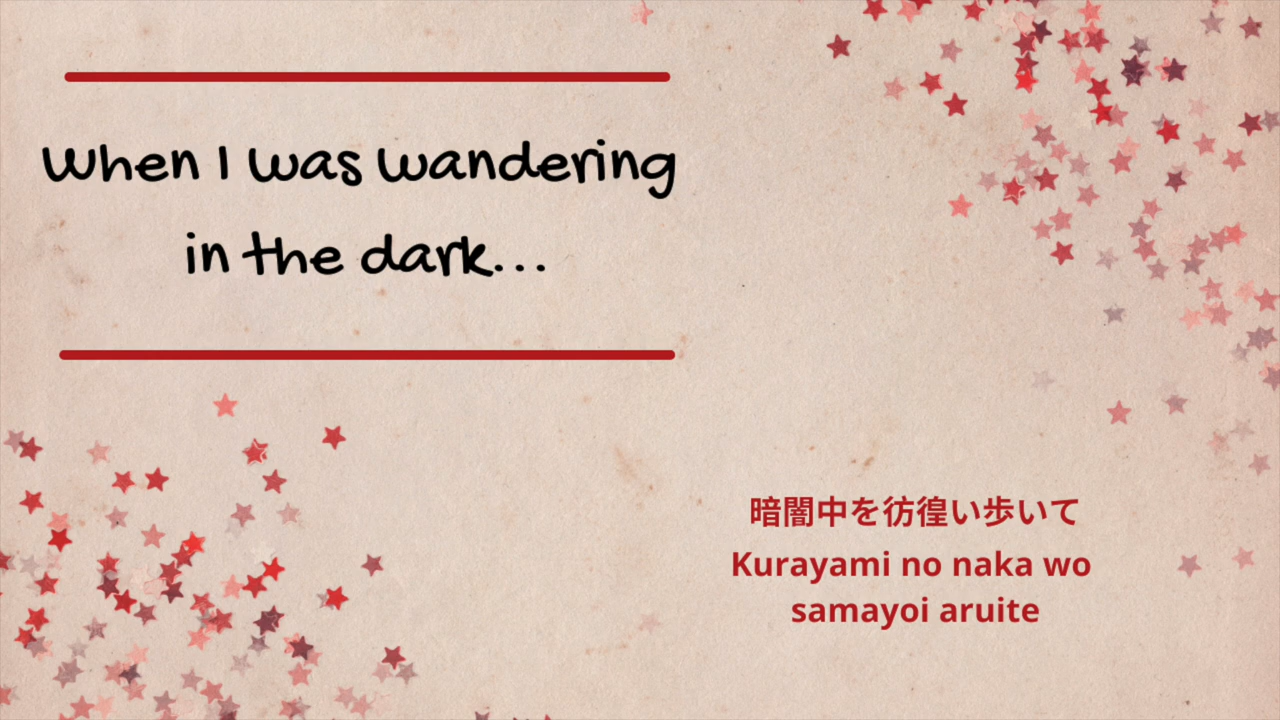 When I was wandering
in the dark...
暗闇中を彷徨い歩いて
Kurayami no naka wo
samayoi aruite